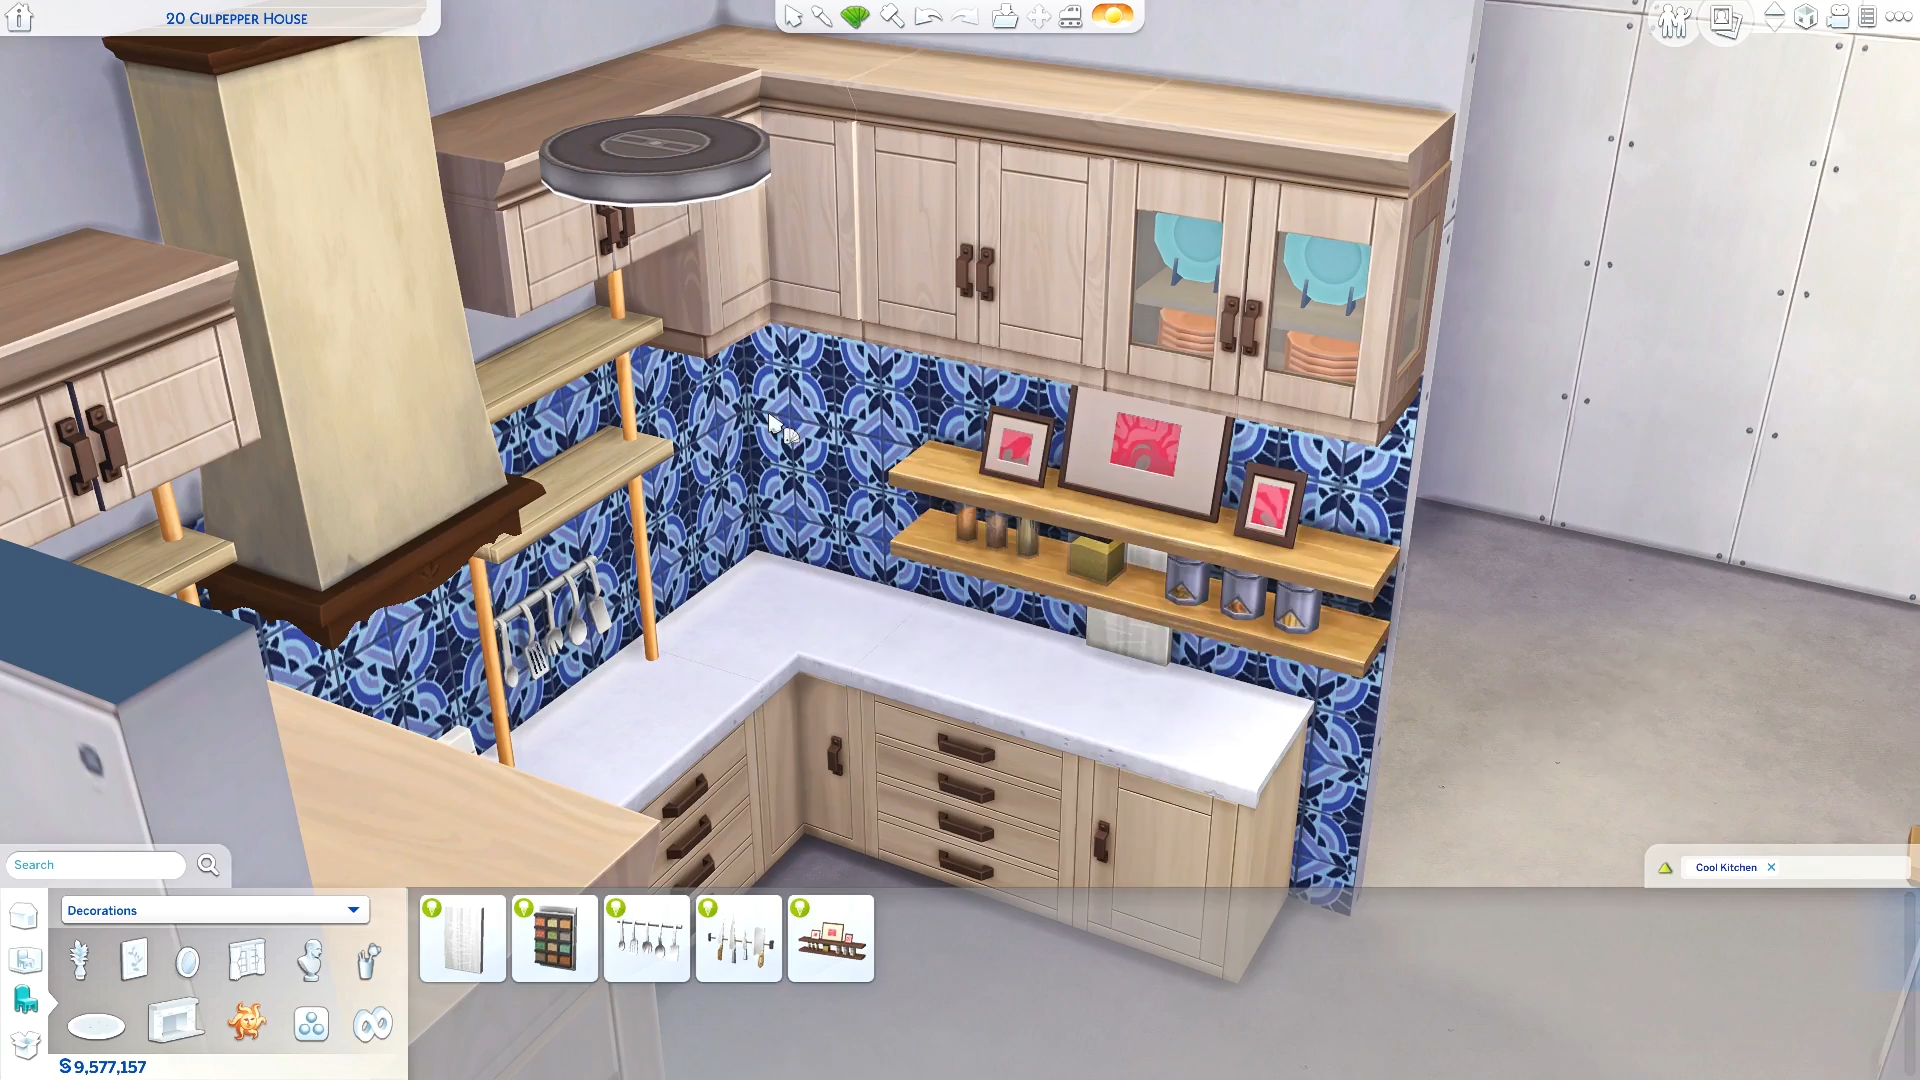 20 Culpepper House
Search
Cool Kitchen
Decorations
§9,577,157